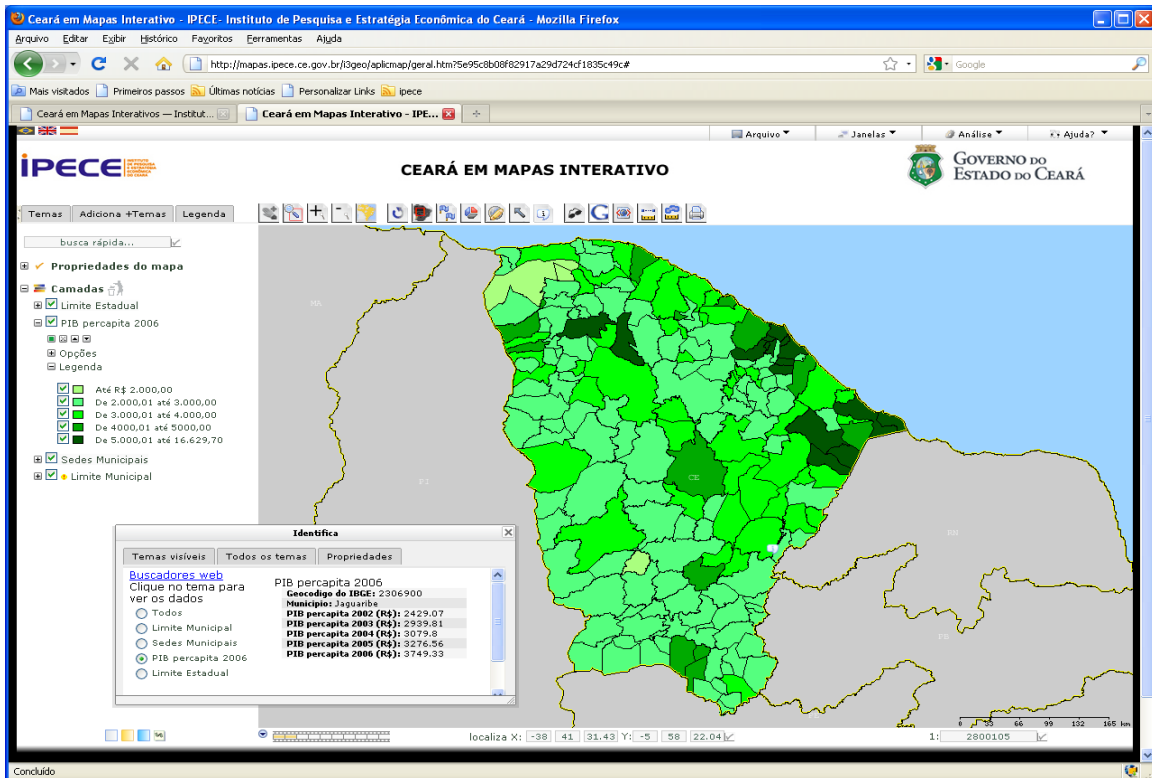 Ceará em Mapas Interativo - IPECE- Instituto de Pesquisa e Estratégia Econômica do Ceará - Mozilla Firefox
Arquivo Editar Exibir Histórico Favoritos Ferramentas Ajuda
http://mapas.ipece.ce.gov.br/i3geo/aplicmap/geral.htm?5e95c8b08f82917a29d724cf1835c49c#
Google
Mais visitados Primeiros passos Últimas notícias Personalizar Links ipece
Ceará em Mapas Interativos — Institut... Ceará em Mapas Interativo - IPE...
Arquivo Janelas Análise Ajuda?
IPECE INSTITUTO DE PESQUISA E ESTRATÉGIA ECONÔMICA DO CEARÁ
CEARÁ EM MAPAS INTERATIVO
GOVERNO DO
ESTADO DO CEARÁ
Temas Adiciona +Temas Legenda
busca rápida...
Propriedades do mapa
Camadas
Limite Estadual
PIB percapita 2006
Opções
Legenda
Até R$ 2.000,00
De 2.000,01 até 3.000,00
De 3.000,01 até 4.000,00
De 4000,01 até 5000,00
De 5.000,01 até 16.629,70
Sedes Municipais
Limite Municipal
MA
PI
CE
RN
PB
Identifica
Temas visíveis Todos os temas Propriedades
Buscadores web
Clique no tema para
ver os dados
Todos
Limite Municipal
Sedes Municipais
PIB percapita 2006
Limite Estadual
PIB percapita 2006
Geocodigo do IBGE: 2306900
Municipio: Jaguaribe
PIB percapita 2002 (R$): 2429.07
PIB percapita 2003 (R$): 2939.81
PIB percapita 2004 (R$): 3079.8
PIB percapita 2005 (R$): 3276.56
PIB percapita 2006 (R$): 3749.33
0 33 66 99 132 165 km
localiza X: -38 41 31.43 Y: -5 58 22.04
1: 2800105
Concluído